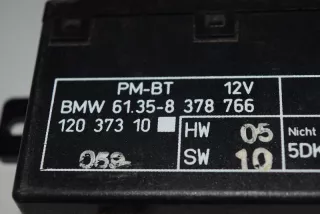 PM-BT 12V
BMW 61.35-8 378 766
120 373 10 HW 05 Nicht
059 SW 10 5DK